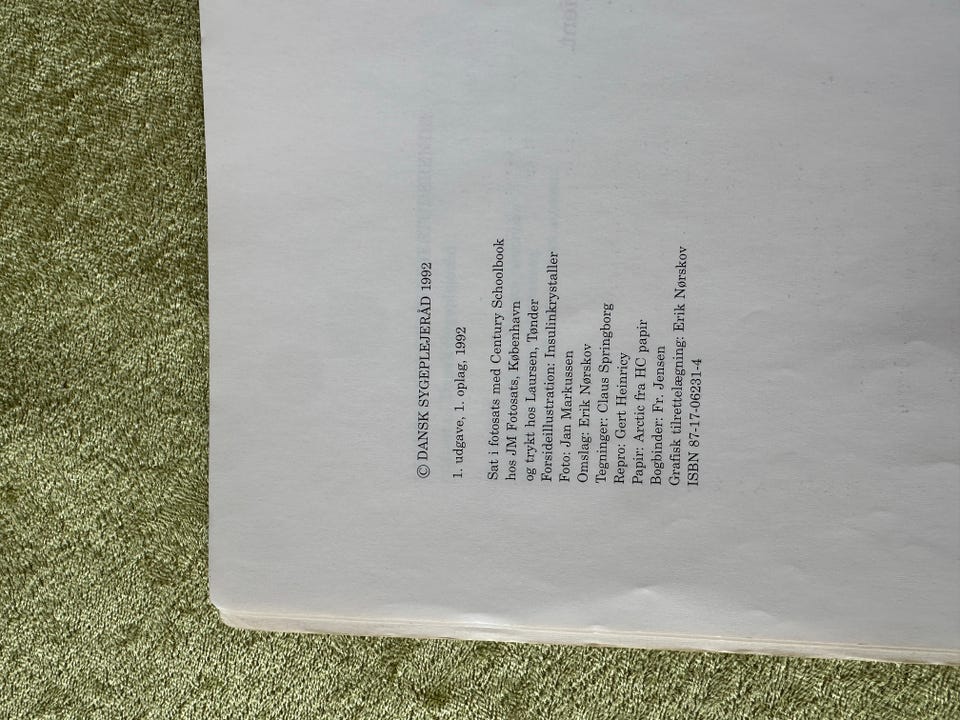 © DANSK SYGEPLEJERÅD 1992
1. udgave, 1. oplag, 1992
Sat i fotosats med Century Schoolbook
hos JM Fotosats, København
og trykt hos Laursen, Tønder
Forsideillustration: Insulinkrystaller
Foto: Jan Markussen
Omslag: Erik Nørskov
Tegninger: Claus Springborg
Repro: Gert Heinricy
Papir: Arctic fra HC papir
Bogbinder: Fr. Jensen
Grafisk tilrettelægning: Erik Nørskov
ISBN 87-17-06231-4